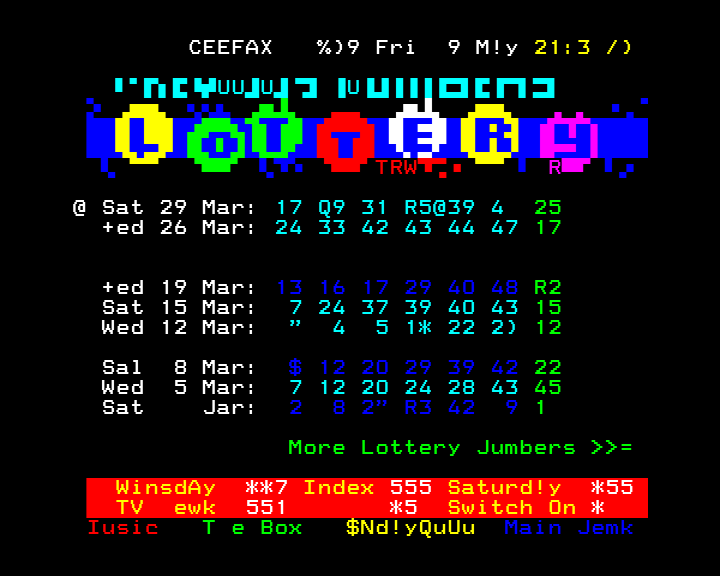 CEEFAX   %)9 Fri  9 M!y 21:3 /)
LOTTERY
TRW R
@ Sat 29 Mar: 17 Q9 31 R5@39 4  25
+ed 26 Mar: 24 33 42 43 44 47 17
+ed 19 Mar: 13 16 17 29 40 48 R2
Sat 15 Mar: 7 24 37 39 40 43 15
Wed 12 Mar: " 4 5 1* 22 2) 12
Sal 8 Mar: $ 12 20 29 39 42 22
Wed 5 Mar: 7 12 20 24 28 43 45
Sat Jar: 2 8 2" R3 42 9 1
More Lottery Jumbers >>=
WinsdAy **7 Index 555 Saturd!y *55
TV ewk 551 *5 Switch On *
Iusic T e Box $Nd!yQuUu Main Jemk